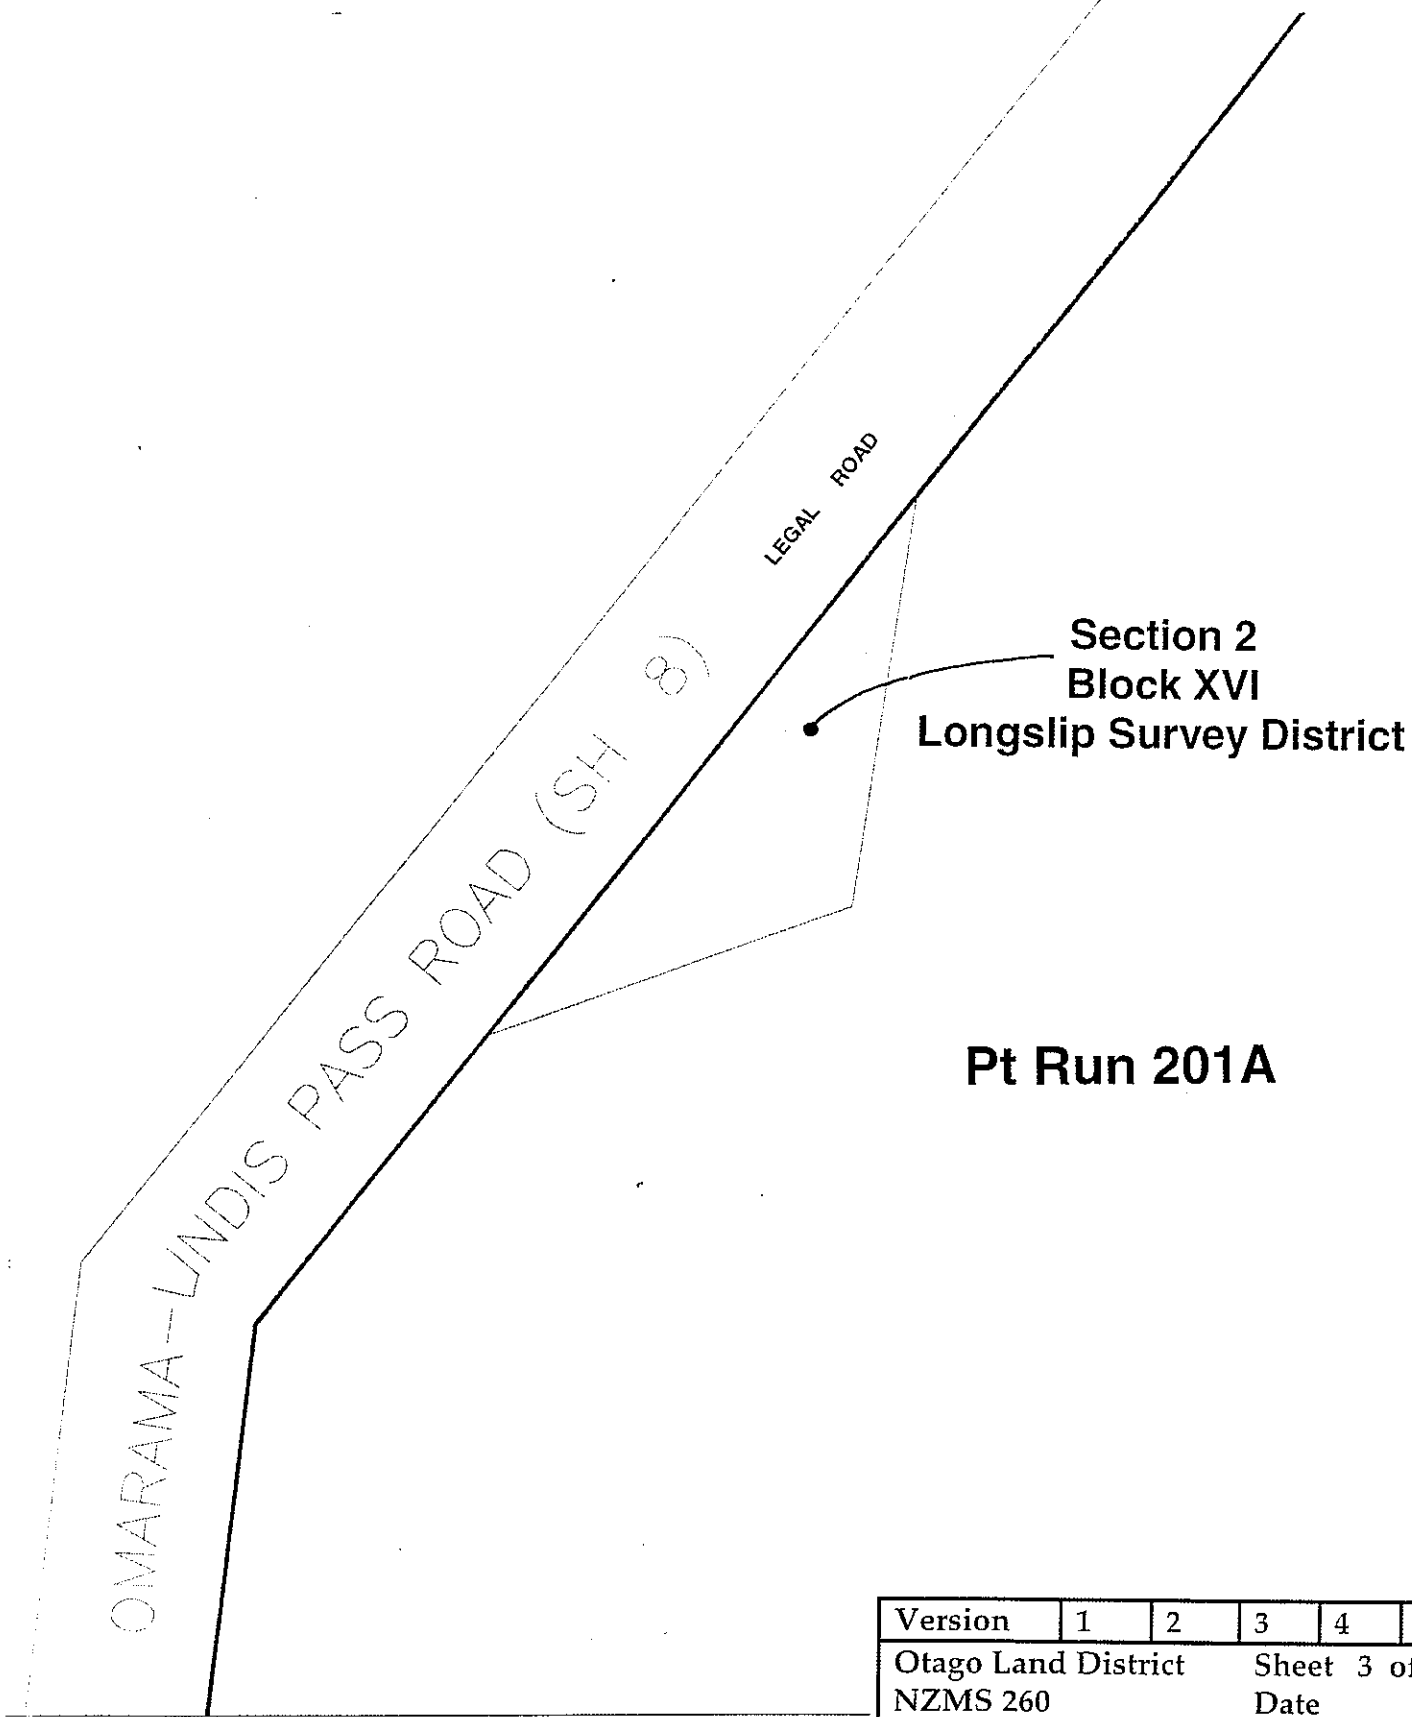 LEGAL ROAD
Section 2
Block XVI
Longslip Survey District
OMARAMA-LINDIS PASS ROAD (SH 8)
Pt Run 201A
Version 1 2 3 4
Otago Land District Sheet 3 of
NZMS 260 Date